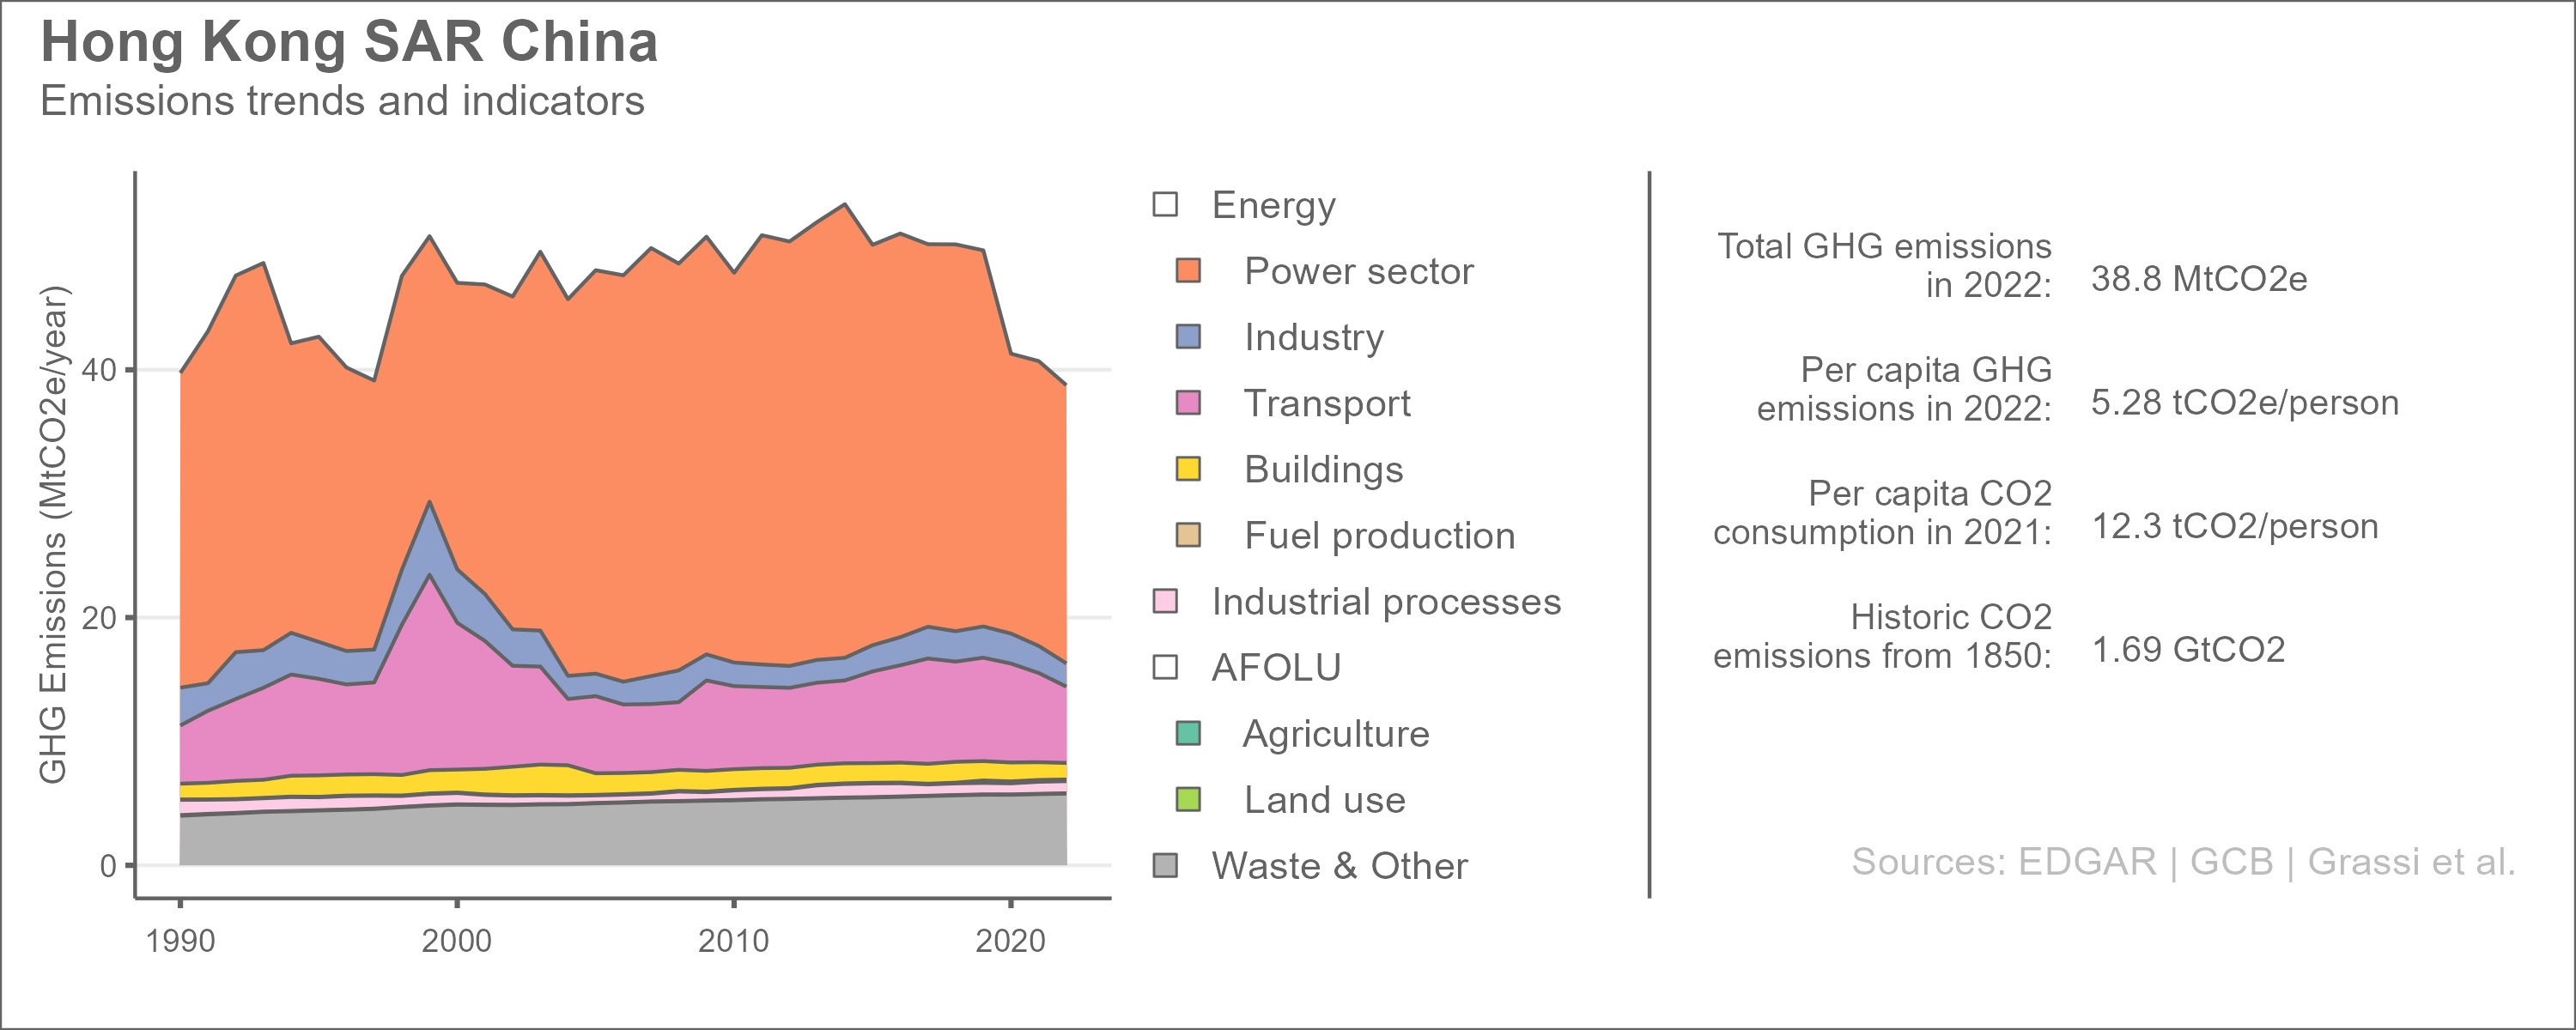 Hong Kong SAR China
Emissions trends and indicators
GHG Emissions (MtCO2e/year)
40
20
0
1990
2000
2010
2020
Energy
Power sector
Industry
Transport
Buildings
Fuel production
Industrial processes
AFOLU
Agriculture
Land use
Waste & Other
Total GHG emissions
in 2022:
38.8 MtCO2e
Per capita GHG
emissions in 2022:
5.28 tCO2e/person
Per capita CO2
consumption in 2021:
12.3 tCO2/person
Historic CO2
emissions from 1850:
1.69 GtCO2
Sources: EDGAR | GCB | Grassi et al.